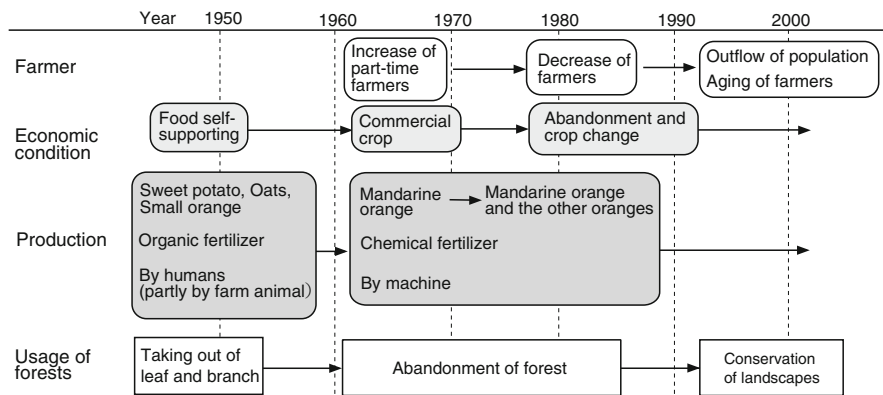 Year 1950 1960 1970 1980 1990 2000
Farmer
Increase of
part-time
farmers
Decrease of
farmers
Outflow of population
Aging of farmers
Economic
condition
Food self-
supporting
Commercial
crop
Abandonment and
crop change
Production
Sweet potato, Oats,
Small orange
Organic fertilizer
By humans
(partly by farm animal)
Mandarine
orange
Mandarine orange
and the other oranges
Chemical fertilizer
By machine
Usage of
forests
Taking out of
leaf and branch
Abandonment of forest
Conservation
of landscapes